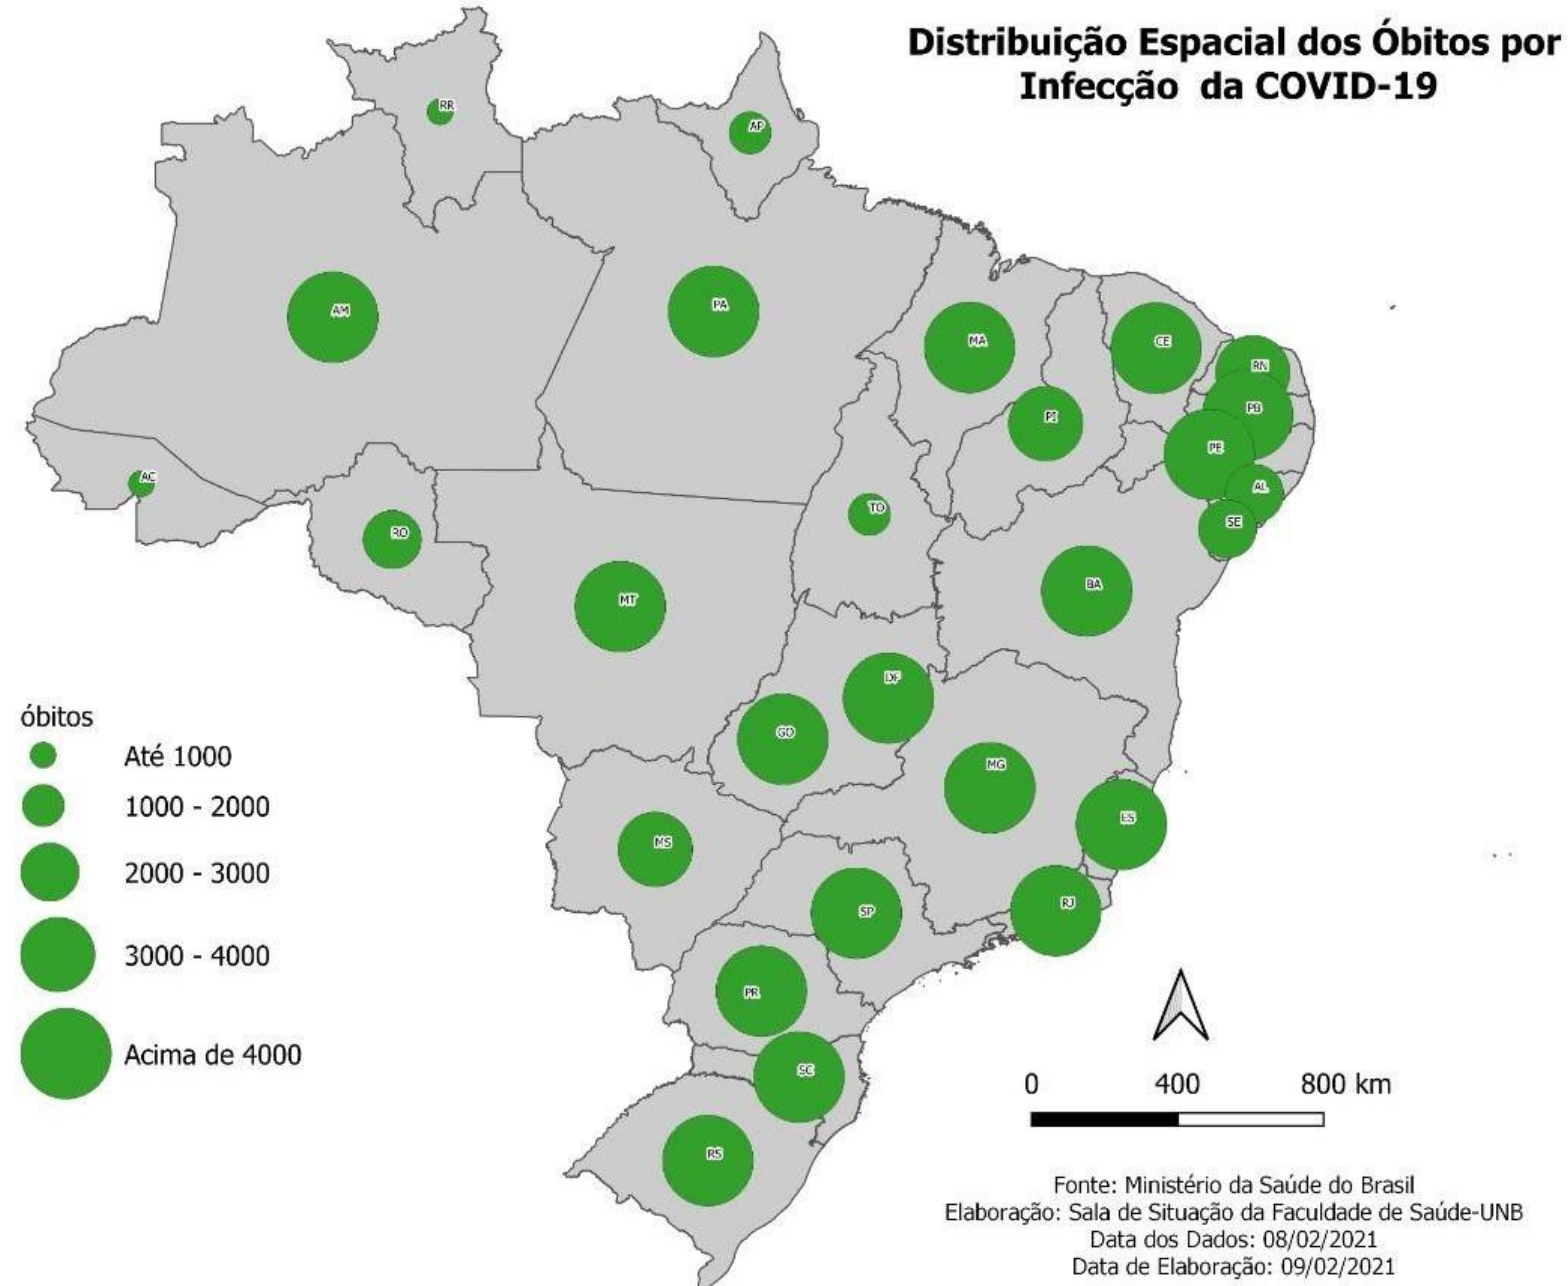 Distribuição Espacial dos Óbitos por
Infecção da COVID-19
RR
AP
AM
PA
MA
CE
RN
PI
PB
PE
AC
AL
TO
SE
RO
BA
MT
DF
GO
MG
ES
MS
RJ
SP
PR
SC
RS
óbitos
Até 1000
1000 - 2000
2000 - 3000
3000 - 4000
Acima de 4000
0 400 800 km
Fonte: Ministério da Saúde do Brasil
Elaboração: Sala de Situação da Faculdade de Saúde-UNB
Data dos Dados: 08/02/2021
Data de Elaboração: 09/02/2021